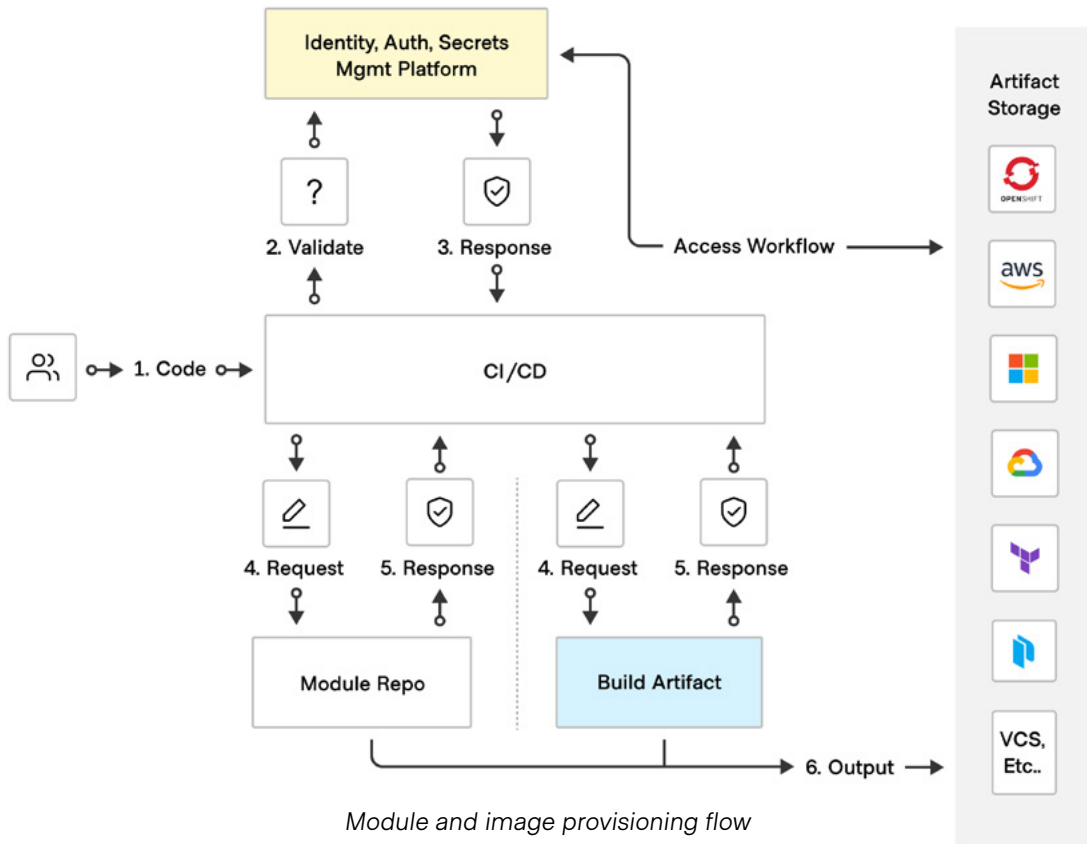 Identity, Auth, Secrets
Mgmt Platform
Artifact
Storage
OPENSHIFT
?
2. Validate
3. Response
Access Workflow
aws
1. Code
CI/CD
4. Request
5. Response
4. Request
5. Response
Module Repo
Build Artifact
VCS,
Etc..
6. Output
Module and image provisioning flow